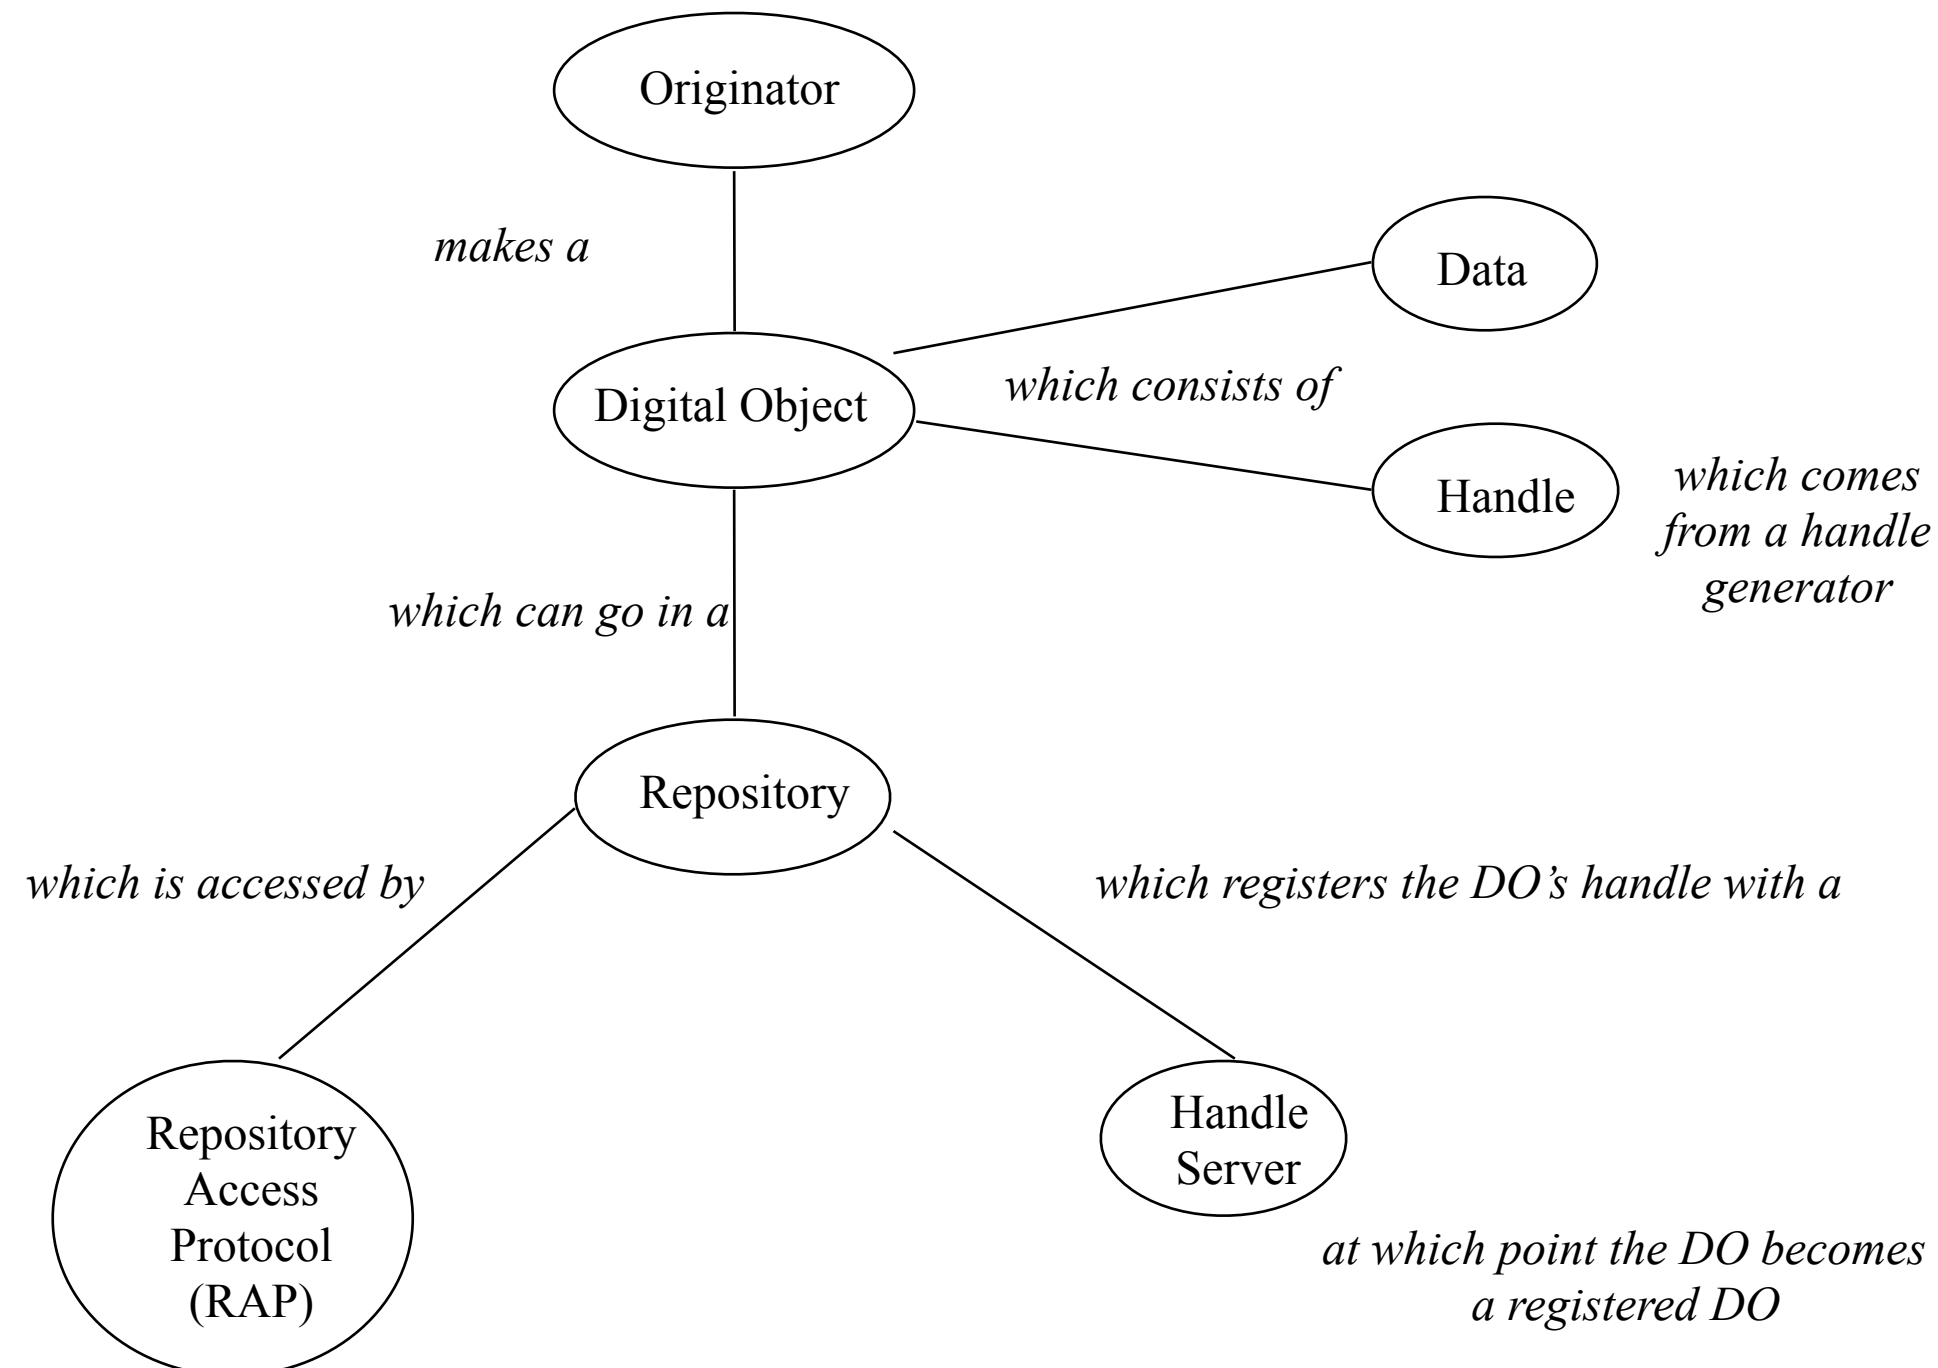 Originator
makes a
Data
Digital Object
which consists of
Handle
which comes
from a handle
generator
which can go in a
Repository
which is accessed by
which registers the DO’s handle with a
Repository
Access
Protocol
(RAP)
Handle
Server
at which point the DO becomes
a registered DO